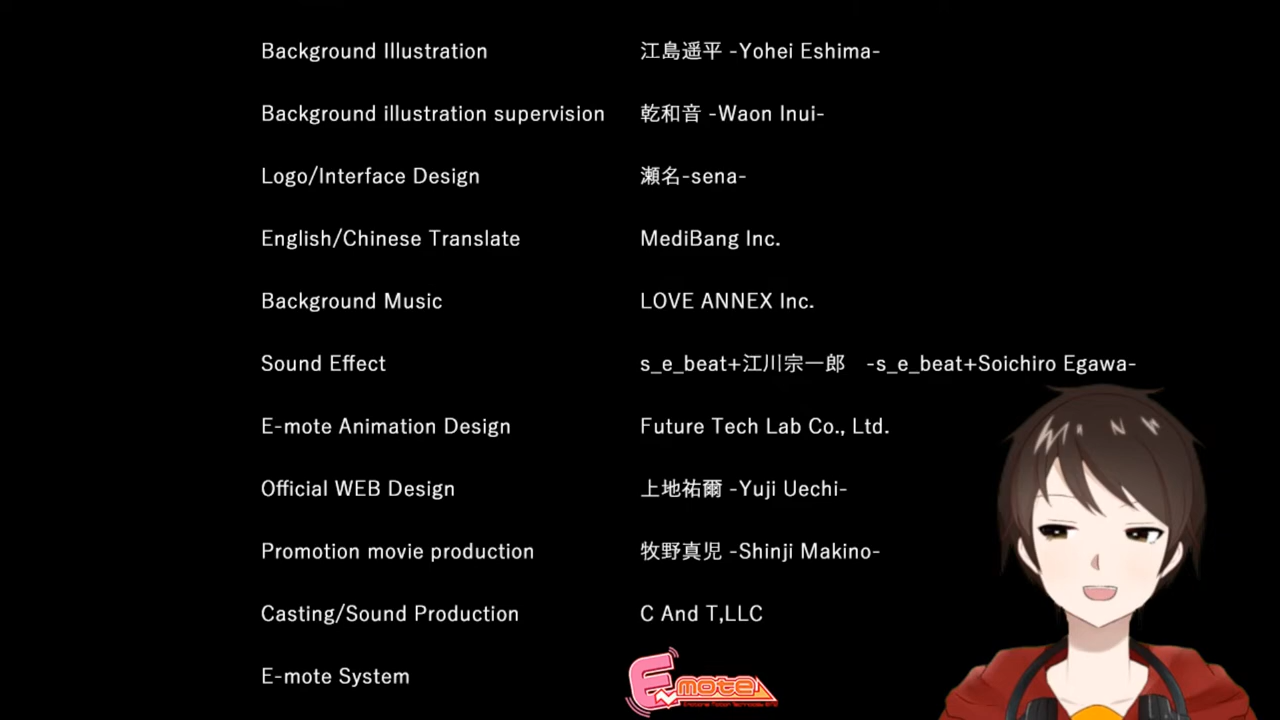 Background Illustration 江島遥平 -Yohei Eshima-
Background illustration supervision 乾和音 -Waon Inui-
Logo/Interface Design 瀬名-sena-
English/Chinese Translate MediBang Inc.
Background Music LOVE ANNEX Inc.
Sound Effect s_e_beat+江川宗一郎 -s_e_beat+Soichiro Egawa-
E-mote Animation Design Future Tech Lab Co., Ltd.
Official WEB Design 上地祐爾 -Yuji Uechi-
Promotion movie production 牧野真児 -Shinji Makino-
Casting/Sound Production C And T,LLC
E-mote System E-mote